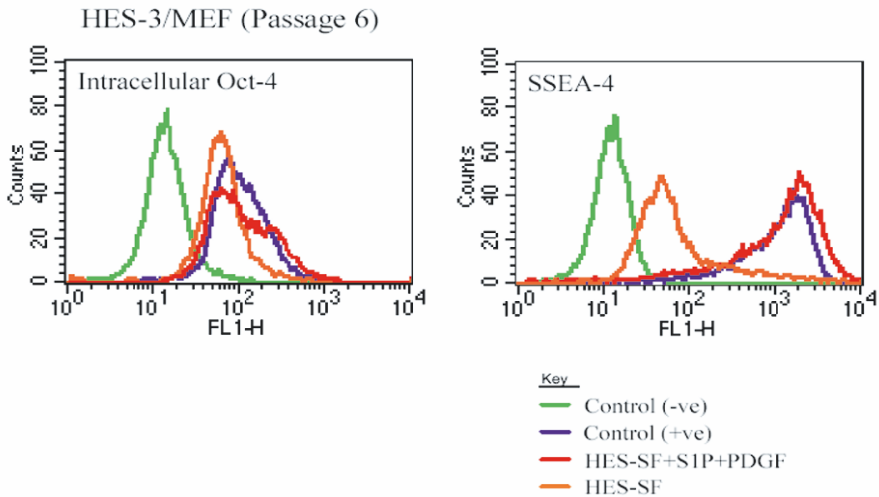 HES-3/MEF (Passage 6)
Intracellular Oct-4
Counts
100
80
60
40
20
0
10^0 10^1 10^2 10^3 10^4
FL1-H
SSEA-4
Counts
100
80
60
40
20
0
10^0 10^1 10^2 10^3 10^4
FL1-H
Key
Control (-ve)
Control (+ve)
HES-SF+S1P+PDGF
HES-SF